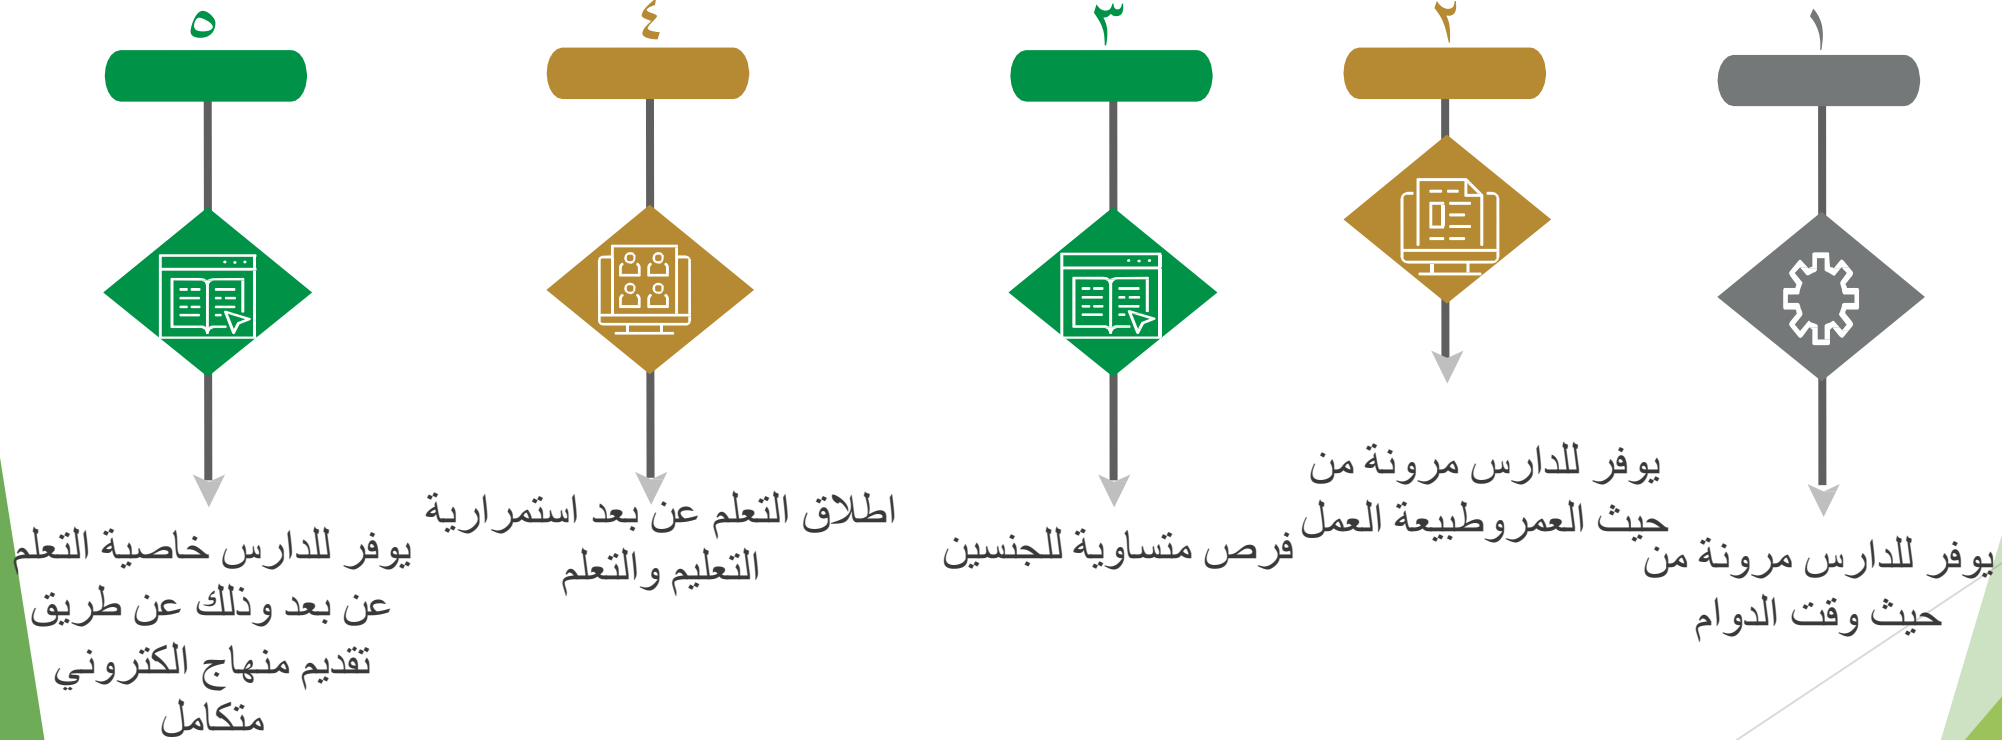 ١
يوفر للدارس مرونة من
حيث وقت الدوام
٢
يوفر للدارس مرونة من
حيث العمروطبيعة العمل
٣
فرص متساوية للجنسين
٤
اطلاق التعلم عن بعد استمرارية
التعليم والتعلم
٥
يوفر للدارس خاصية التعلم
عن بعد وذلك عن طريق
تقديم منهاج الكتروني
متكامل